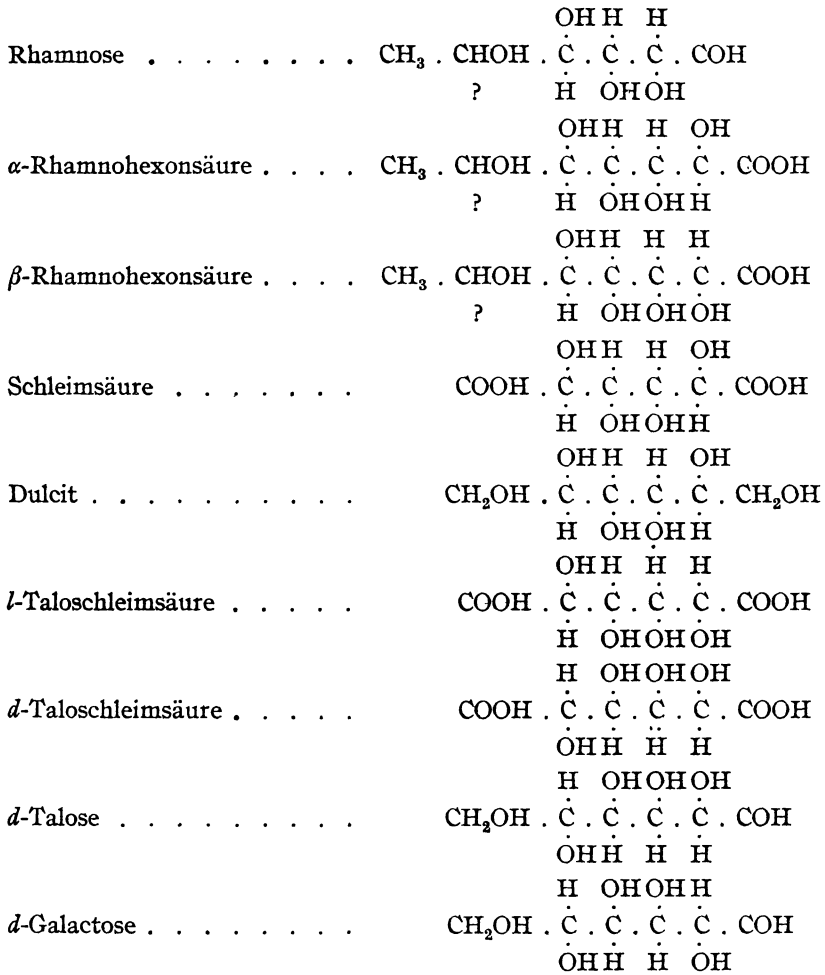 OH H H
Rhamnose . . . . . . . . CH₃ . CHOH . C . C . C . COH
? H OH OH
OH H H OH
α-Rhamnohexonsäure . . . . CH₃ . CHOH . C . C . C . C . COOH
? H OH OH H
OH H H H
β-Rhamnohexonsäure . . . . CH₃ . CHOH . C . C . C . C . COOH
? H OH OH OH
OH H H OH
Schleimsäure . . . . . . . COOH . C . C . C . C . COOH
H OH OH H
OH H H OH
Dulcit . . . . . . . . . . CH₂OH . C . C . C . C . CH₂OH
H OH OH H
OH H H H
l-Taloschleimsäure . . . . . COOH . C . C . C . C . COOH
H OH OH OH
H OH OH OH
d-Taloschleimsäure . . . . . COOH . C . C . C . C . COOH
OH H H H
H OH OH OH
d-Talose . . . . . . . . . CH₂OH . C . C . C . C . COH
OH H H H
H OH OH H
d-Galactose . . . . . . . . CH₂OH . C . C . C . C . COH
OH H H OH